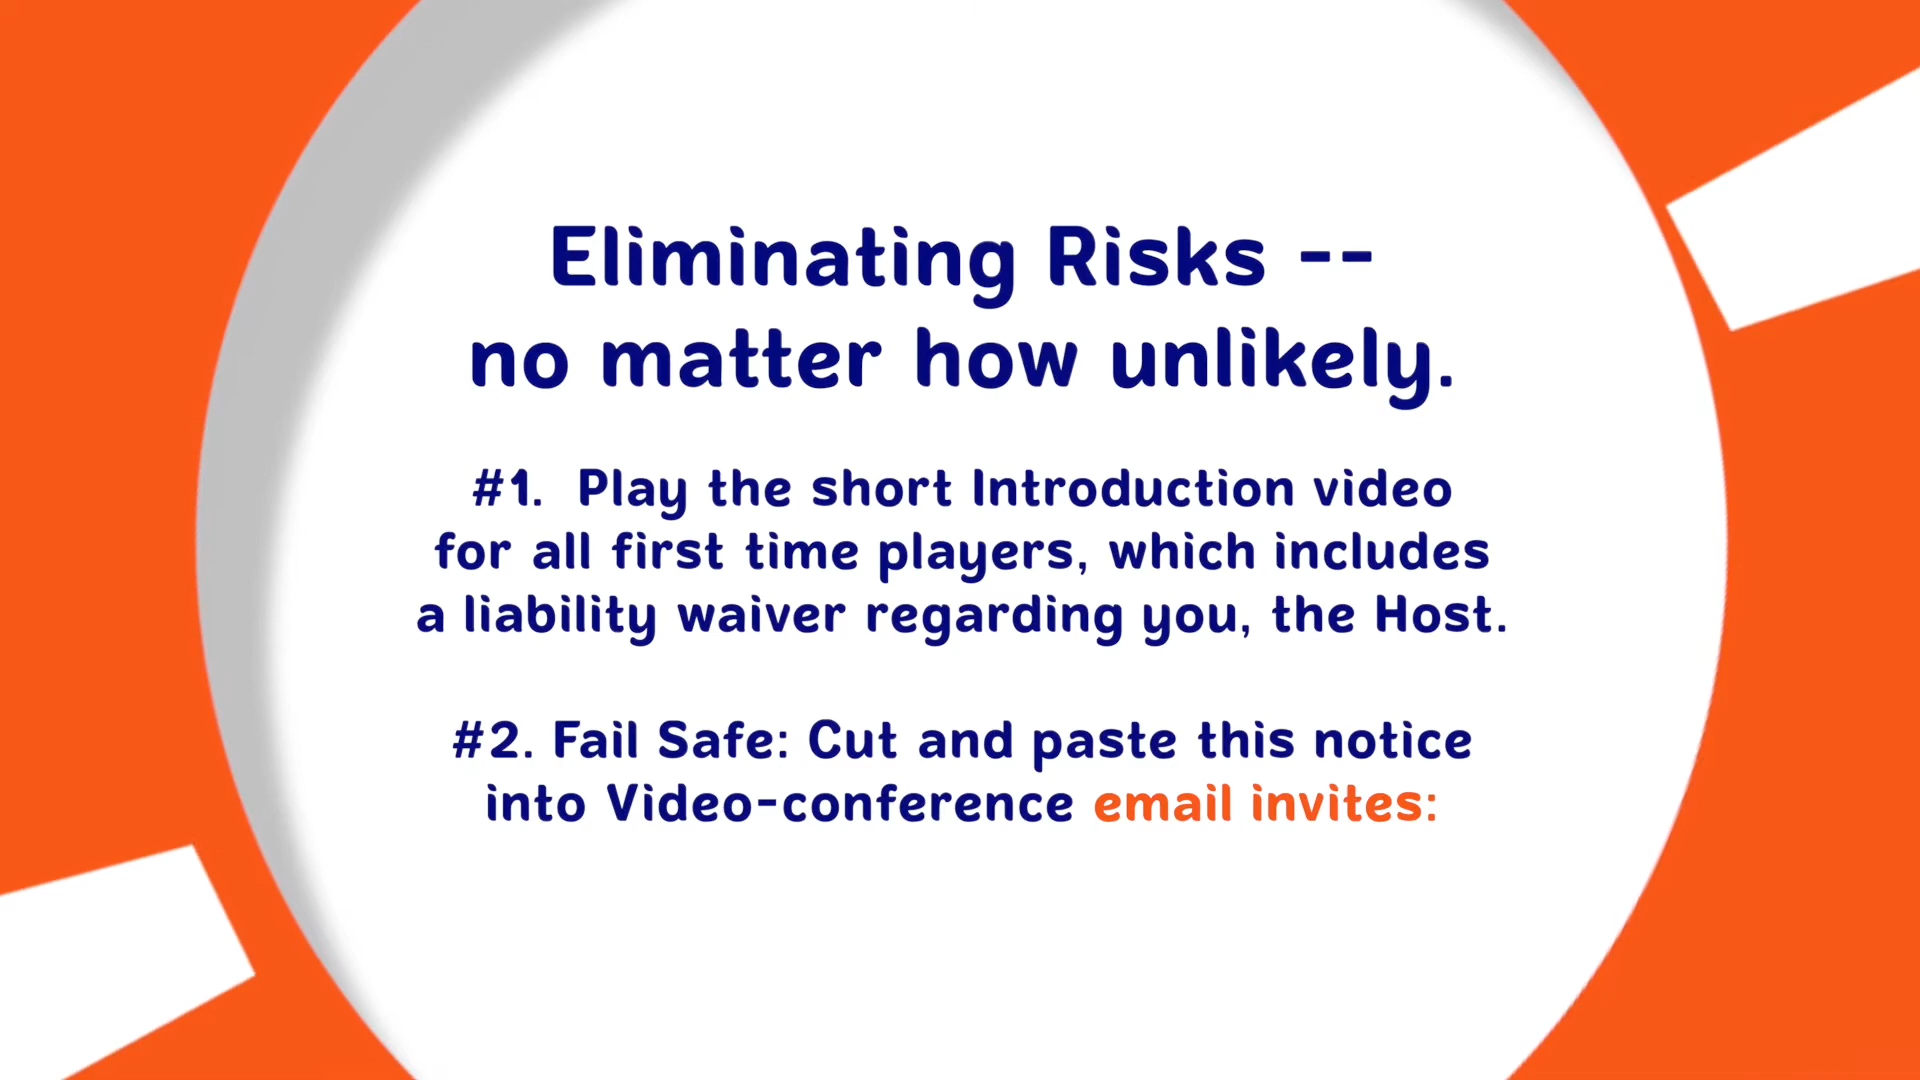 Eliminating Risks --
no matter how unlikely.
#1. Play the short Introduction video
for all first time players, which includes
a liability waiver regarding you, the Host.
#2. Fail Safe: Cut and paste this notice
into Video-conference email invites: